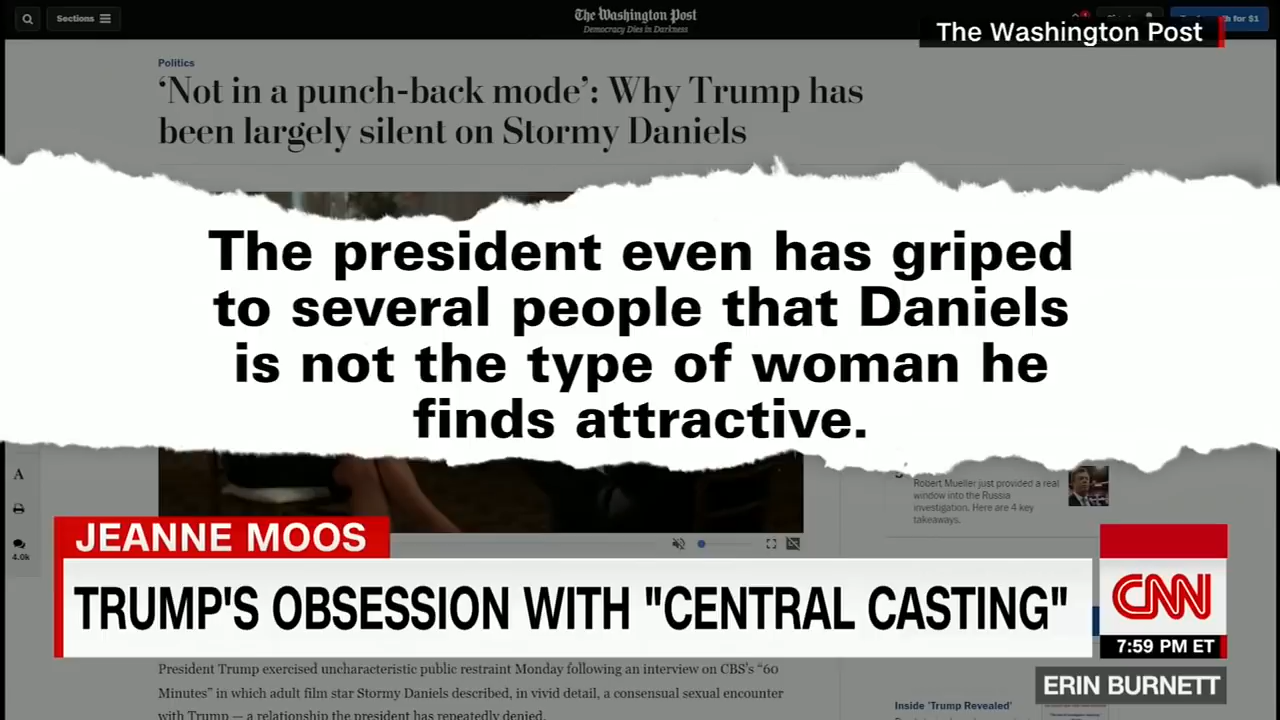 Sections
The Washington Post
Democracy Dies in Darkness
for $1
The Washington Post
Politics
‘Not in a punch-back mode’: Why Trump has
been largely silent on Stormy Daniels
The president even has griped
to several people that Daniels
is not the type of woman he
finds attractive.
A
4.0k
Robert Mueller just provided a real
window into the Russia
investigation. Here are 4 key
takeaways.
JEANNE MOOS
TRUMP'S OBSESSION WITH "CENTRAL CASTING"
CNN
7:59 PM ET
ERIN BURNETT
President Trump exercised uncharacteristic public restraint Monday following an interview on CBS’s “60
Minutes” in which adult film star Stormy Daniels described, in vivid detail, a consensual sexual encounter
with Trump — a relationship the president has repeatedly denied.
Inside 'Trump Revealed'